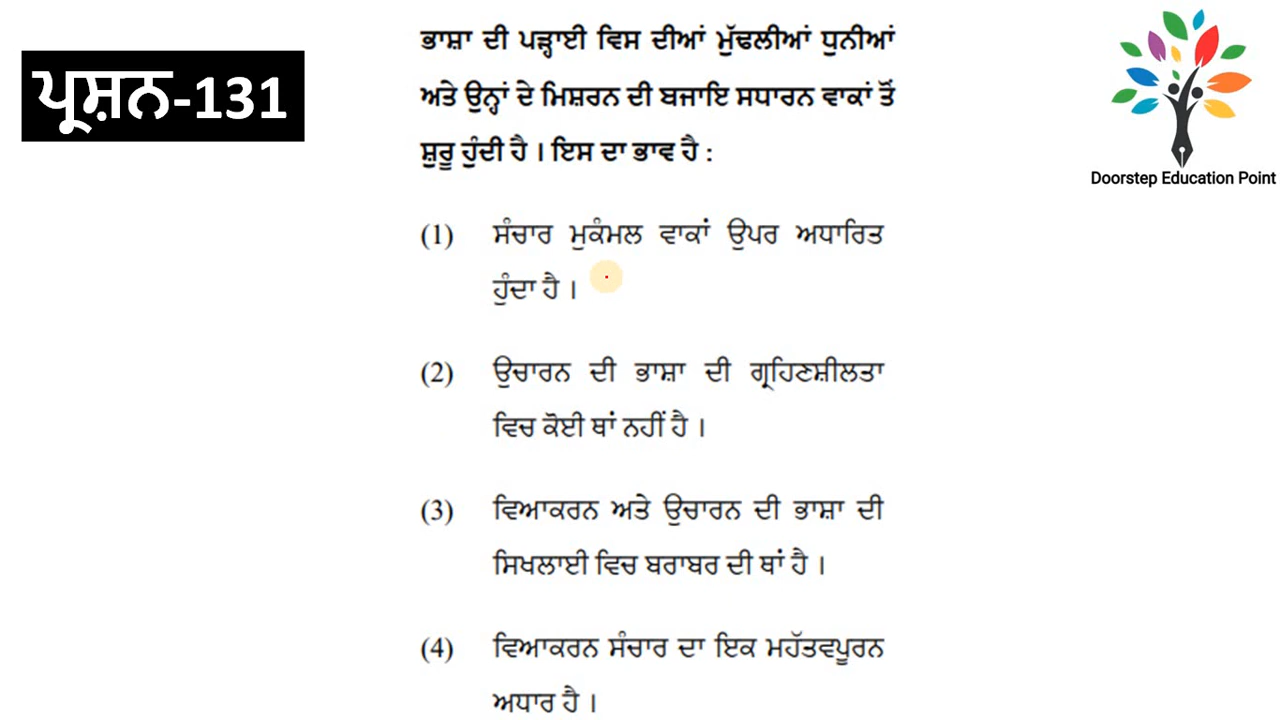 ਪ੍ਰਸ਼ਨ-131
ਭਾਸ਼ਾ ਦੀ ਪੜ੍ਹਾਈ ਵਿਸ ਦੀਆਂ ਮੁੱਢਲੀਆਂ ਧੁਨੀਆਂ
ਅਤੇ ਉਨ੍ਹਾਂ ਦੇ ਮਿਸ਼ਰਨ ਦੀ ਬਜਾਇ ਸਧਾਰਨ ਵਾਕਾਂ ਤੋਂ
ਸ਼ੁਰੂ ਹੁੰਦੀ ਹੈ । ਇਸ ਦਾ ਭਾਵ ਹੈ :
Doorstep Education Point
(1) ਸੰਚਾਰ ਮੁਕੰਮਲ ਵਾਕਾਂ ਉਪਰ ਅਧਾਰਿਤ
ਹੁੰਦਾ ਹੈ ।
(2) ਉਚਾਰਨ ਦੀ ਭਾਸ਼ਾ ਦੀ ਗ੍ਰਹਿਣਸ਼ੀਲਤਾ
ਵਿਚ ਕੋਈ ਥਾਂ ਨਹੀਂ ਹੈ ।
(3) ਵਿਆਕਰਨ ਅਤੇ ਉਚਾਰਨ ਦੀ ਭਾਸ਼ਾ ਦੀ
ਸਿਖਲਾਈ ਵਿਚ ਬਰਾਬਰ ਦੀ ਥਾਂ ਹੈ ।
(4) ਵਿਆਕਰਨ ਸੰਚਾਰ ਦਾ ਇਕ ਮਹੱਤਵਪੂਰਨ
ਅਧਾਰ ਹੈ ।